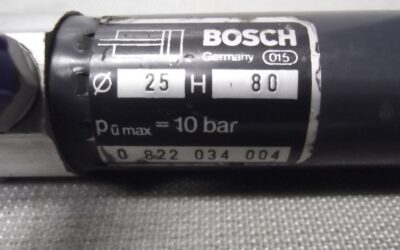 BOSCH
Germany 015
Ø 25 H 80
pü max = 10 bar
0 822 034 004